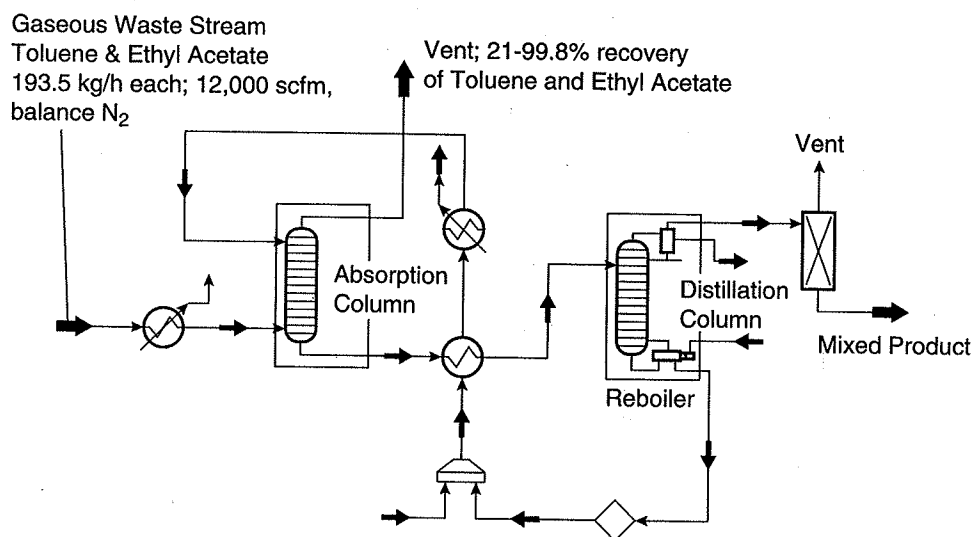 Gaseous Waste Stream
Toluene & Ethyl Acetate
193.5 kg/h each; 12,000 scfm,
balance N₂
Vent; 21-99.8% recovery
of Toluene and Ethyl Acetate
Vent
Absorption
Column
Distillation
Column
Mixed Product
Reboiler